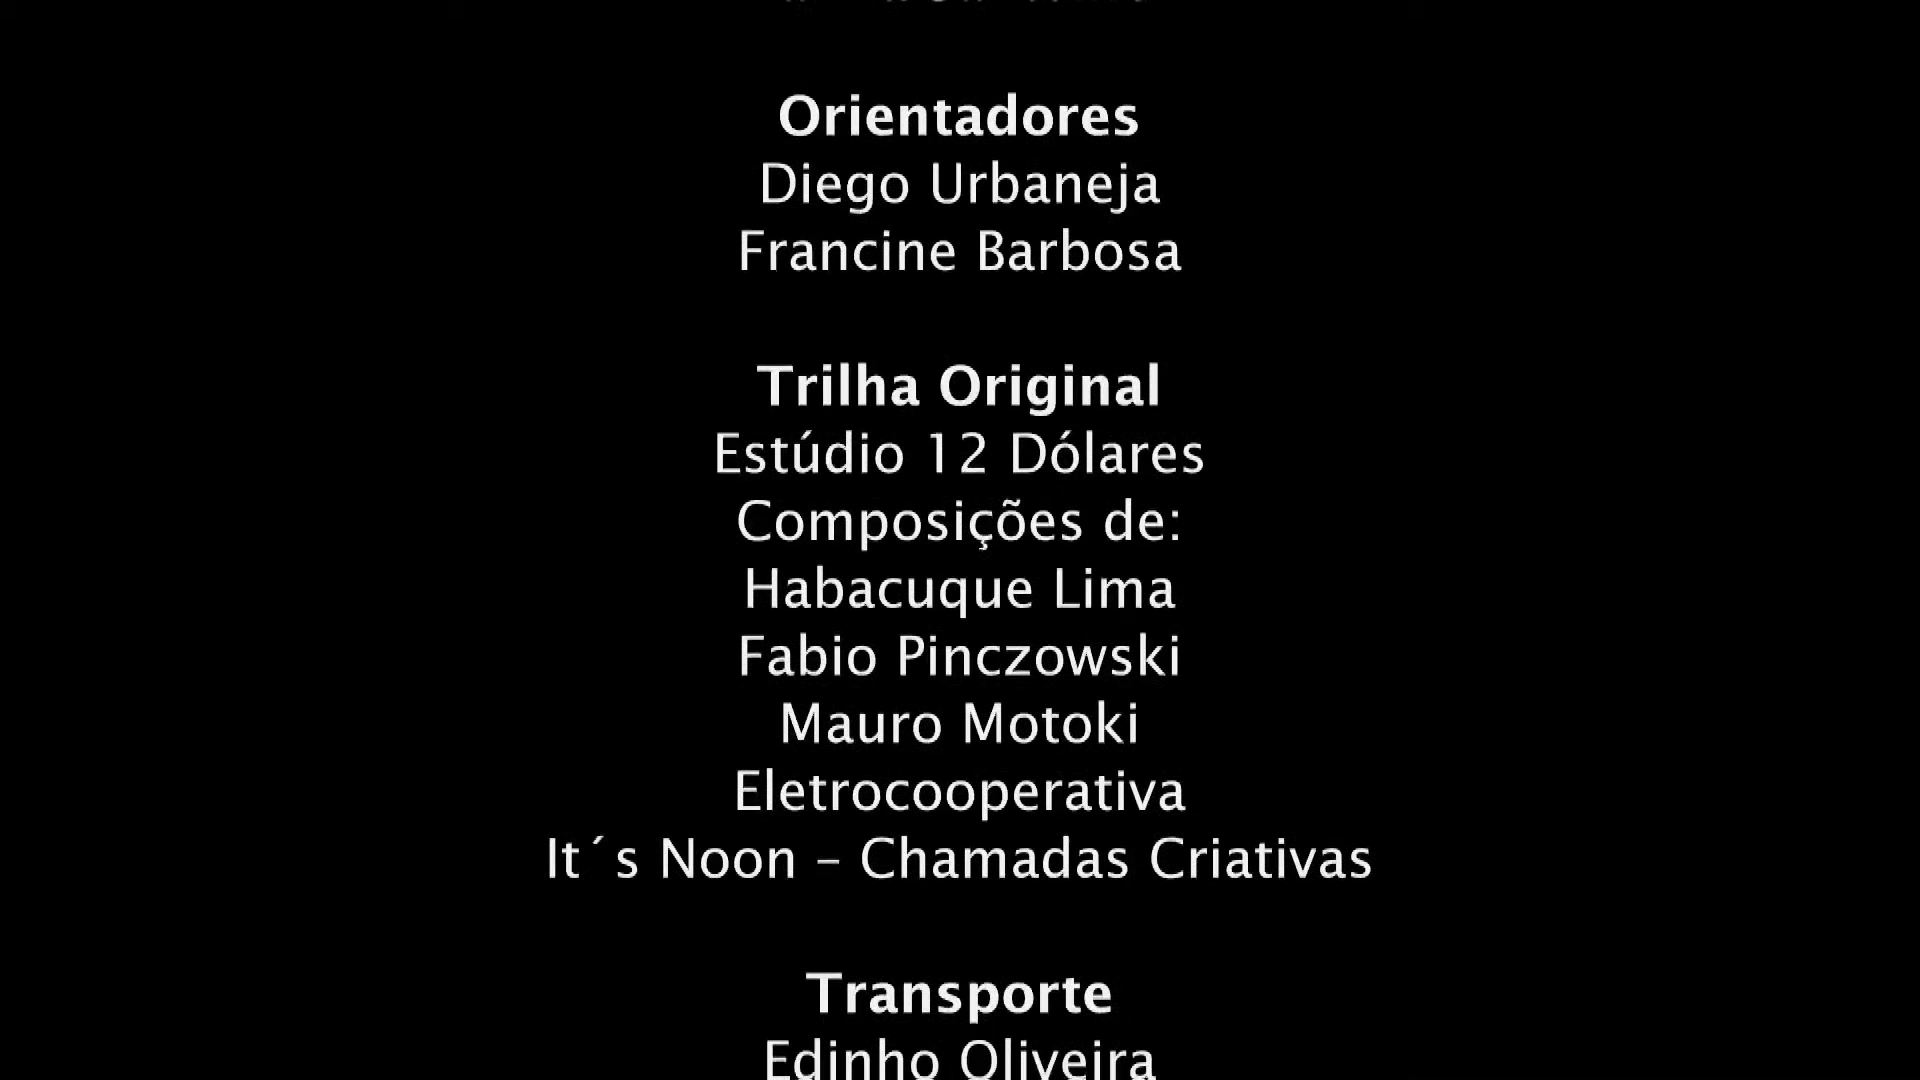 Orientadores
Diego Urbaneja
Francine Barbosa
Trilha Original
Estúdio 12 Dólares
Composições de:
Habacuque Lima
Fabio Pinczowski
Mauro Motoki
Eletrocooperativa
It´s Noon – Chamadas Criativas
Transporte
Edinho Oliveira